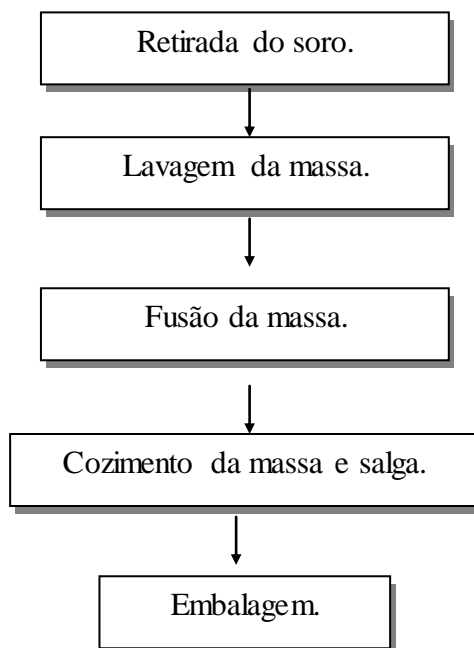 Retirada do soro.
Lavagem da massa.
Fusão da massa.
Cozimento da massa e salga.
Embalagem.